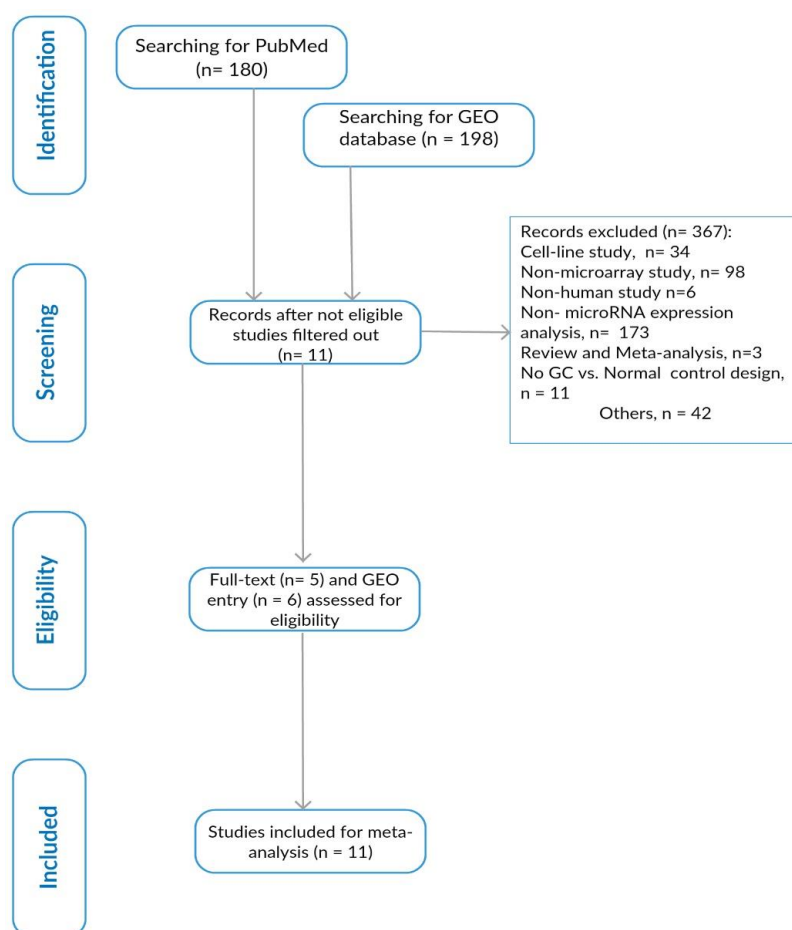 Identification
Searching for PubMed
(n= 180)
Searching for GEO
database (n = 198)
Screening
Records after not eligible
studies filtered out
(n= 11)
Records excluded (n= 367):
Cell-line study, n= 34
Non-microarray study, n= 98
Non-human study n=6
Non- microRNA expression
analysis, n= 173
Review and Meta-analysis, n=3
No GC vs. Normal control design,
n = 11
Others, n = 42
Eligibility
Full-text (n= 5) and GEO
entry (n = 6) assessed for
eligibility
Included
Studies included for meta-
analysis (n = 11)